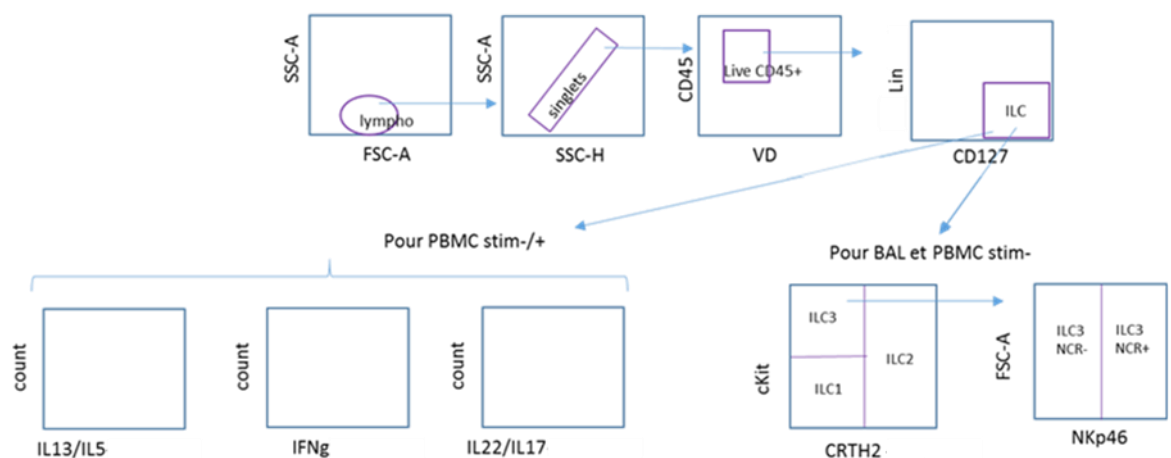 SSC-A
lympho
FSC-A
SSC-A
singlets
SSC-H
CD45
Live CD45+
VD
Lin
ILC
CD127
Pour PBMC stim-/+
Pour BAL et PBMC stim-
count
IL13/IL5
count
IFNg
count
IL22/IL17
cKit
ILC3
ILC1
ILC2
CRTH2
FSC-A
ILC3
NCR-
ILC3
NCR+
NKp46